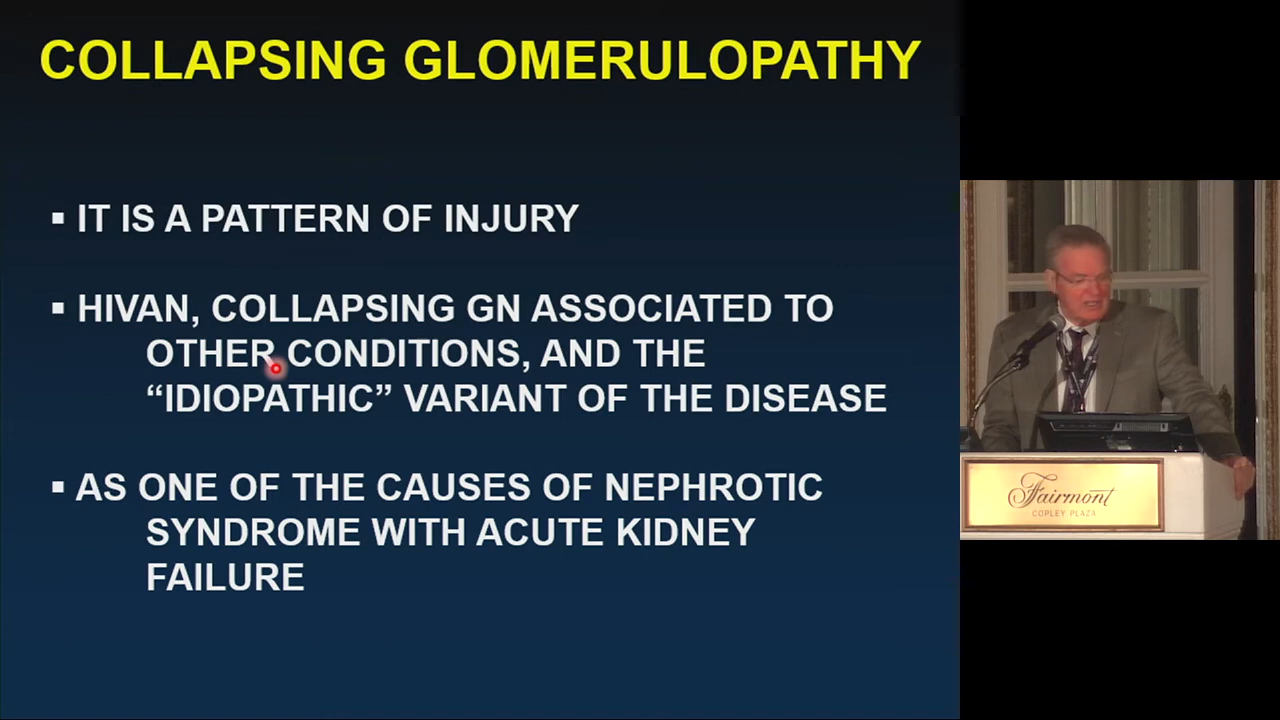 COLLAPSING GLOMERULOPATHY
▪ IT IS A PATTERN OF INJURY
▪ HIVAN, COLLAPSING GN ASSOCIATED TO
OTHER CONDITIONS, AND THE
“IDIOPATHIC” VARIANT OF THE DISEASE
▪ AS ONE OF THE CAUSES OF NEPHROTIC
SYNDROME WITH ACUTE KIDNEY
FAILURE
Fairmont
COPLEY PLAZA